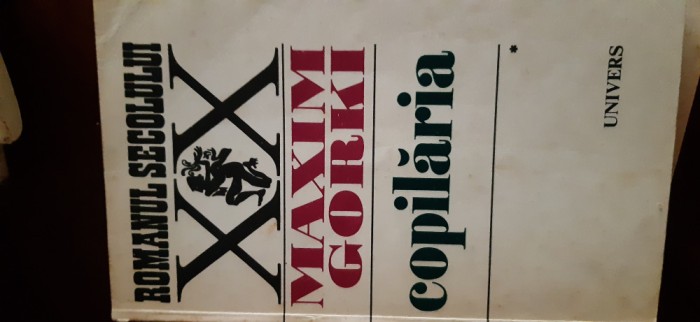 ROMANUL SECOLULUI
XX
MAXIM
GORKI
copilăria
*
UNIVERS